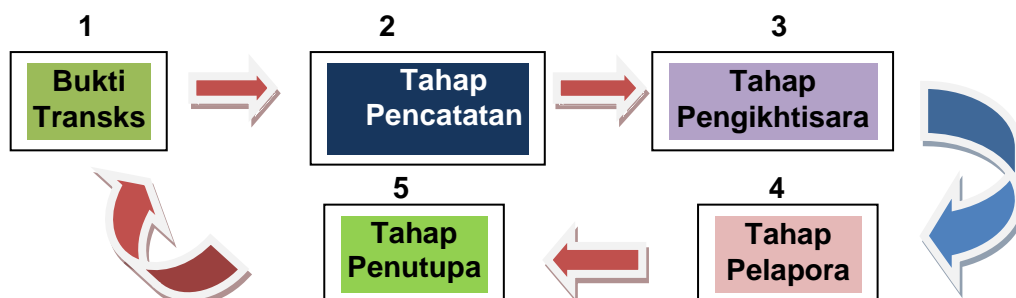 1
Bukti
Transks
2
Tahap
Pencatatan
3
Tahap
Pengikhtisara
4
Tahap
Pelapora
5
Tahap
Penutupa